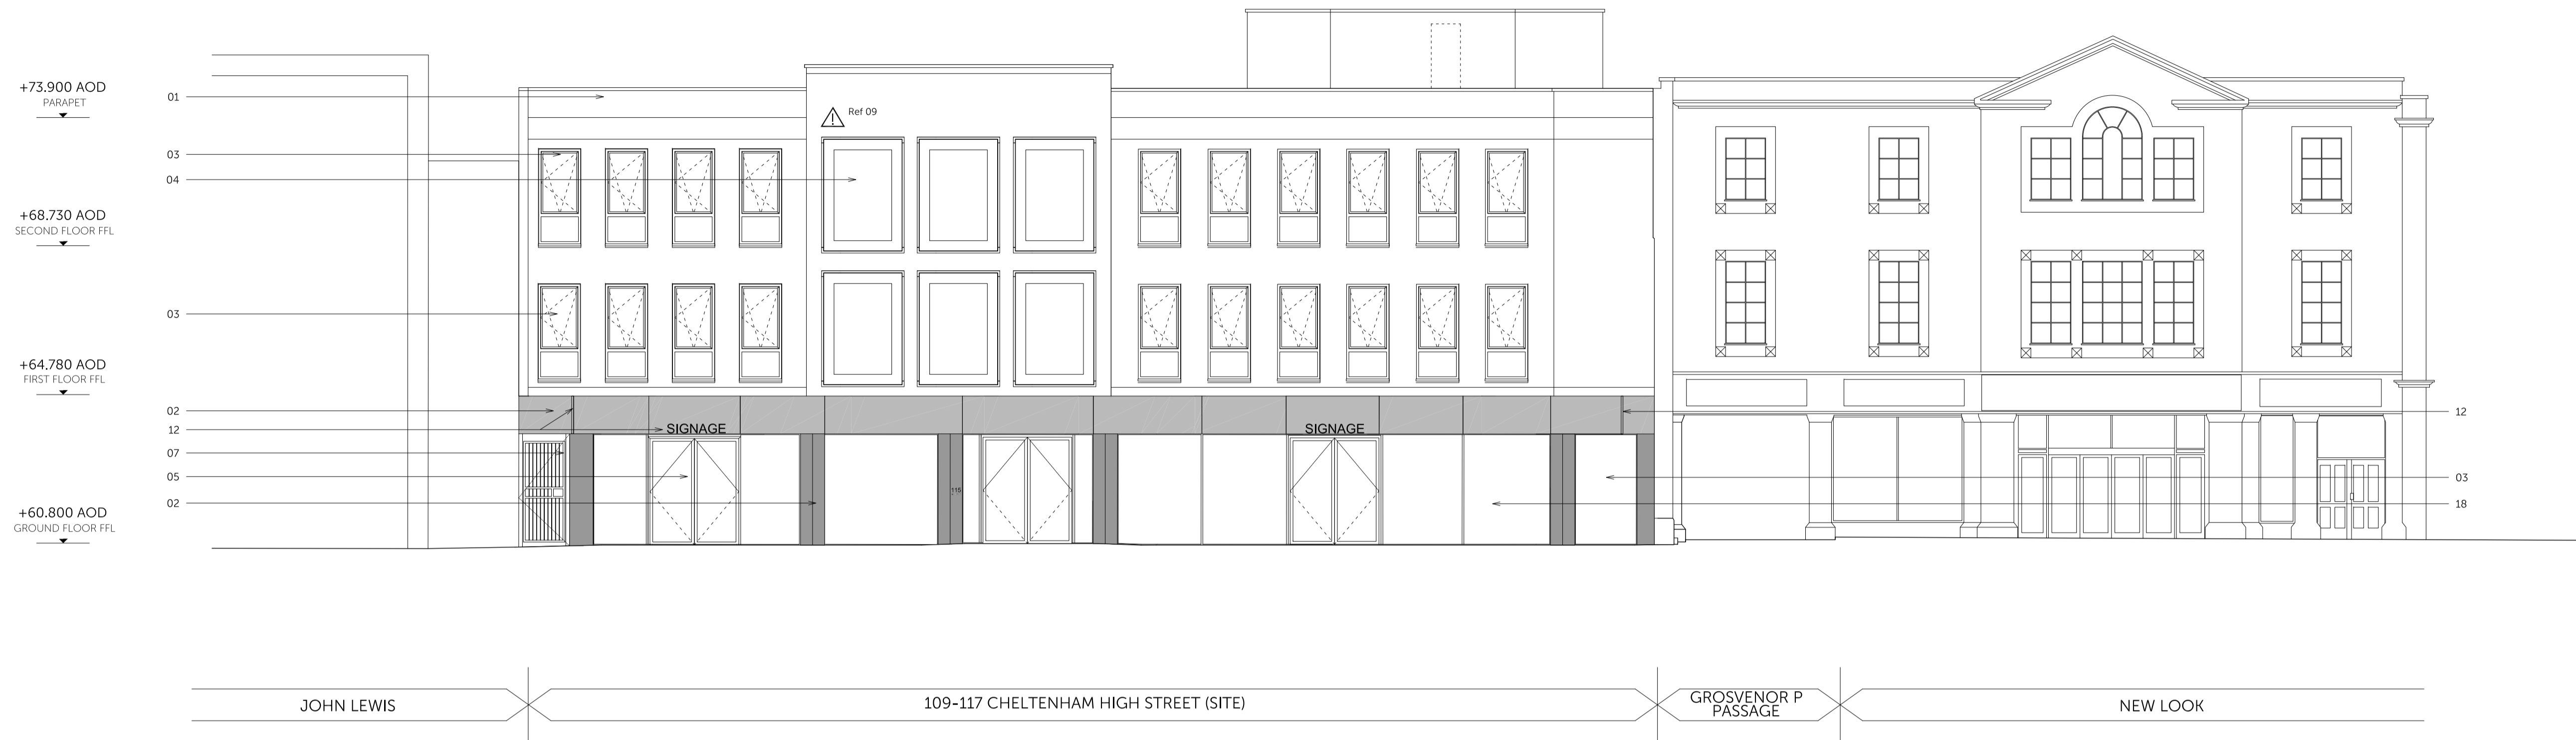 +73.900 AOD
PARAPET
01
Ref 09
03
04
+68.730 AOD
SECOND FLOOR FFL
03
+64.780 AOD
FIRST FLOOR FFL
02
12
12
SIGNAGE
SIGNAGE
07
05
03
115
02
18
+60.800 AOD
GROUND FLOOR FFL
JOHN LEWIS
109-117 CHELTENHAM HIGH STREET (SITE)
GROSVENOR P
PASSAGE
NEW LOOK